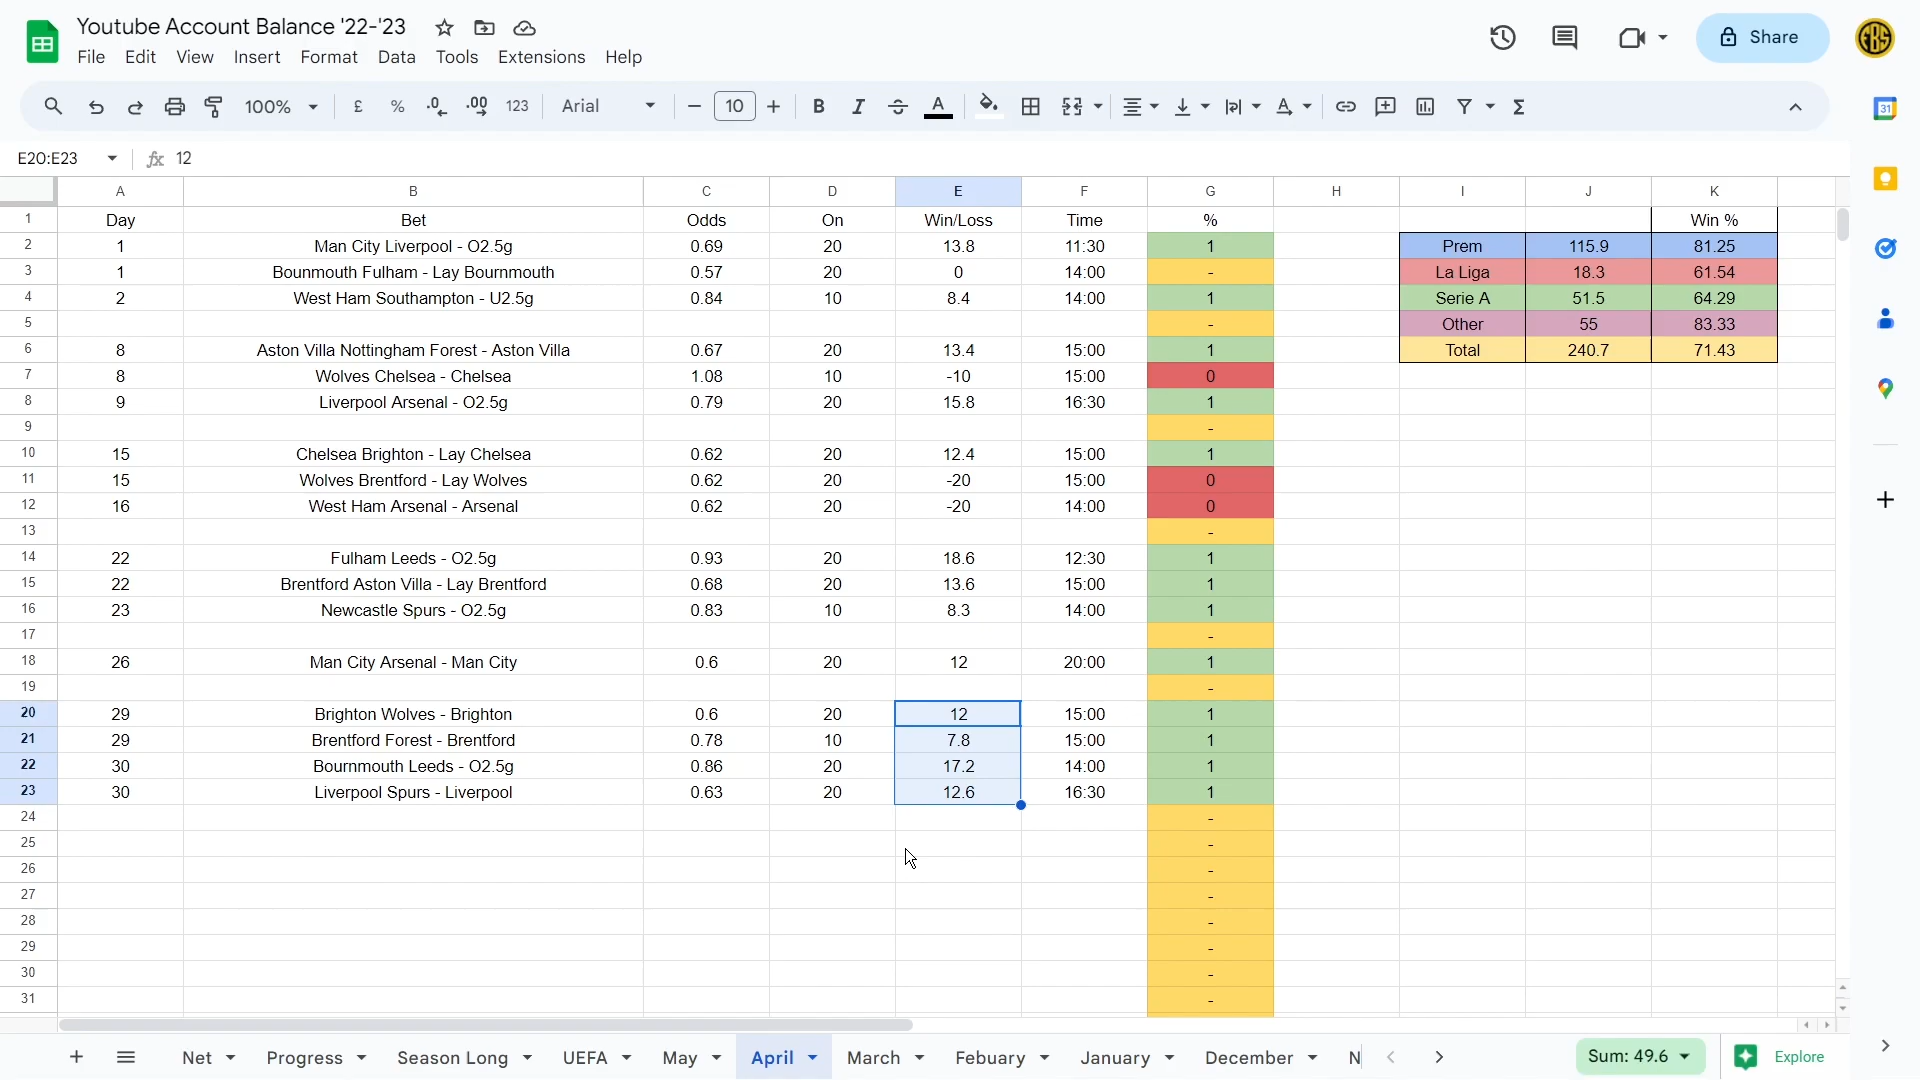 Youtube Account Balance '22-'23
File Edit View Insert Format Data Tools Extensions Help
Share
100% £ % .0 .00 123 Arial 10 B I S A A Σ
31
E20:E23 fx 12
A B C D E F G H I J K
1 Day Bet Odds On Win/Loss Time % Win %
2 1 Man City Liverpool - O2.5g 0.69 20 13.8 11:30 1 Prem 115.9 81.25
3 1 Bounmouth Fulham - Lay Bournmouth 0.57 20 0 14:00 - La Liga 18.3 61.54
4 2 West Ham Southampton - U2.5g 0.84 10 8.4 14:00 1 Serie A 51.5 64.29
5 - Other 55 83.33
6 8 Aston Villa Nottingham Forest - Aston Villa 0.67 20 13.4 15:00 1 Total 240.7 71.43
7 8 Wolves Chelsea - Chelsea 1.08 10 -10 15:00 0
8 9 Liverpool Arsenal - O2.5g 0.79 20 15.8 16:30 1
9 -
10 15 Chelsea Brighton - Lay Chelsea 0.62 20 12.4 15:00 1
11 15 Wolves Brentford - Lay Wolves 0.62 20 -20 15:00 0
12 16 West Ham Arsenal - Arsenal 0.62 20 -20 14:00 0
13 -
14 22 Fulham Leeds - O2.5g 0.93 20 18.6 12:30 1
15 22 Brentford Aston Villa - Lay Brentford 0.68 20 13.6 15:00 1
16 23 Newcastle Spurs - O2.5g 0.83 10 8.3 14:00 1
17 -
18 26 Man City Arsenal - Man City 0.6 20 12 20:00 1
19 -
20 29 Brighton Wolves - Brighton 0.6 20 12 15:00 1
21 29 Brentford Forest - Brentford 0.78 10 7.8 15:00 1
22 30 Bournmouth Leeds - O2.5g 0.86 20 17.2 14:00 1
23 30 Liverpool Spurs - Liverpool 0.63 20 12.6 16:30 1
24 -
25 -
26 -
27 -
28 -
29 -
30 -
31 -
Net Progress Season Long UEFA May April March Febuary January December N Sum: 49.6 Explore